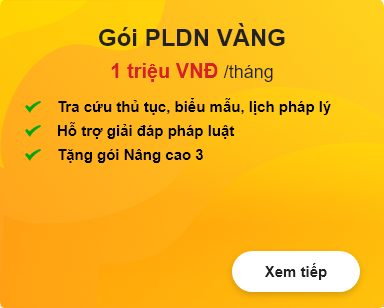 Gói PLDN VÀNG
1 triệu VNĐ /tháng
Tra cứu thủ tục, biểu mẫu, lịch pháp lý
Hỗ trợ giải đáp pháp luật
Tặng gói Nâng cao 3
Xem tiếp